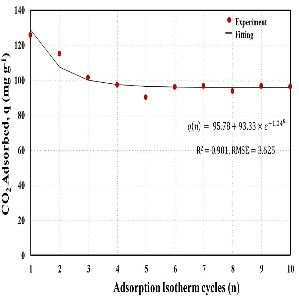 140
120
100
80
60
40
20
0
CO2 Adsorbed, q (mg g-1)
Experiment
Fitting
R2 = 0.901, RMSE = 3.625
1 2 3 4 5 6 7 8 9 10
Adsorption Isotherm cycles (n)